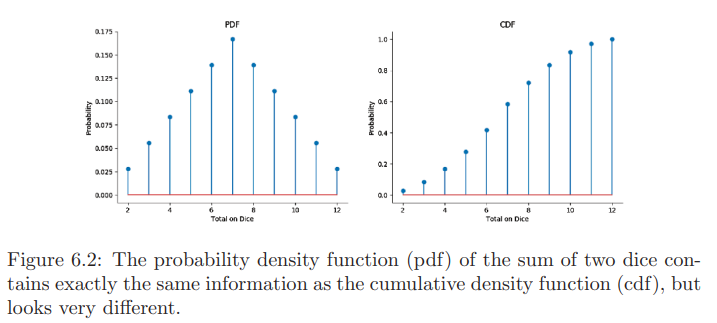 PDF
0.175
0.150
0.125
0.100
0.075
0.050
0.025
0.000
Probability
2 4 6 8 10 12
Total on Dice
CDF
1.0
0.8
0.6
0.4
0.2
0.0
Probability
2 4 6 8 10 12
Total on Dice
Figure 6.2: The probability density function (pdf) of the sum of two dice con-
tains exactly the same information as the cumulative density function (cdf), but
looks very different.